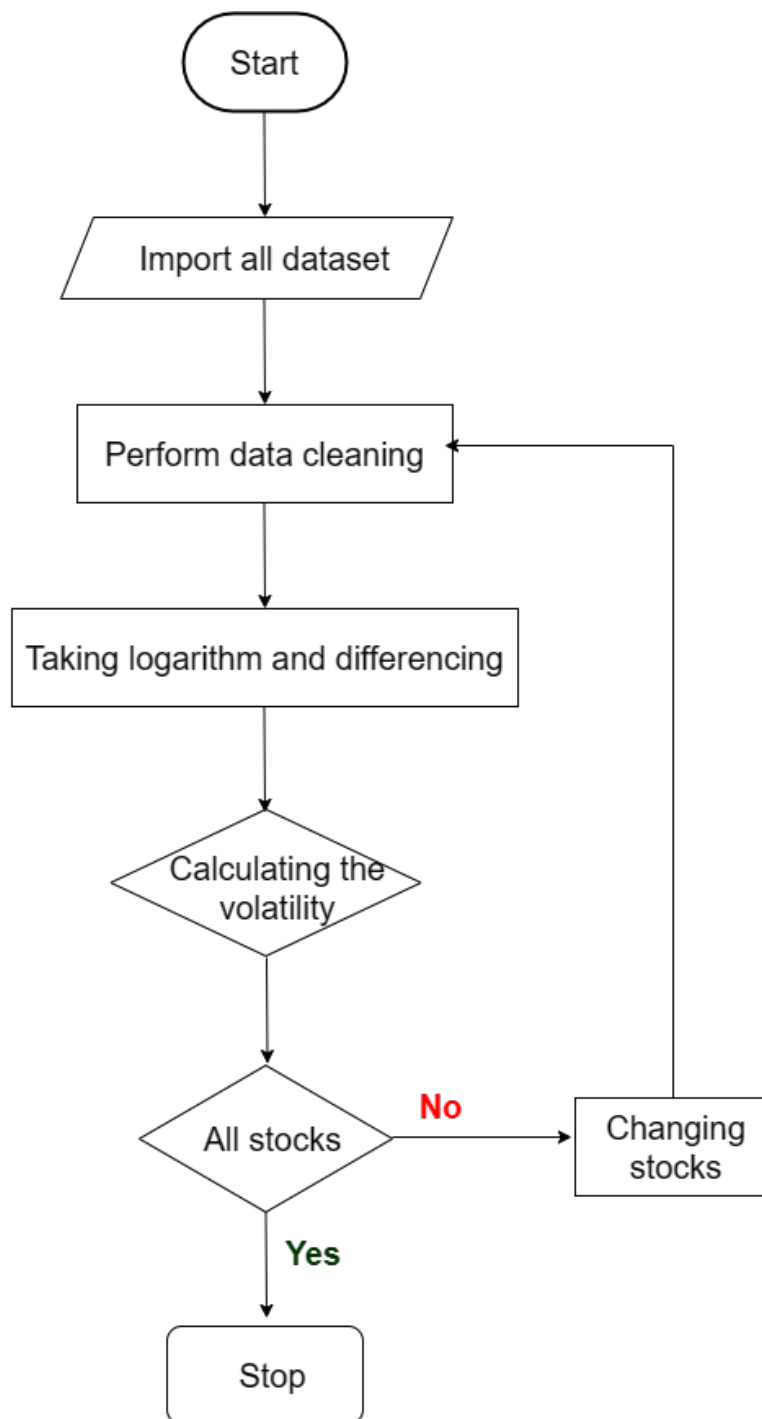 Start
Import all dataset
Perform data cleaning
Taking logarithm and differencing
Calculating the
volatility
All stocks
No
Changing
stocks
Yes
Stop